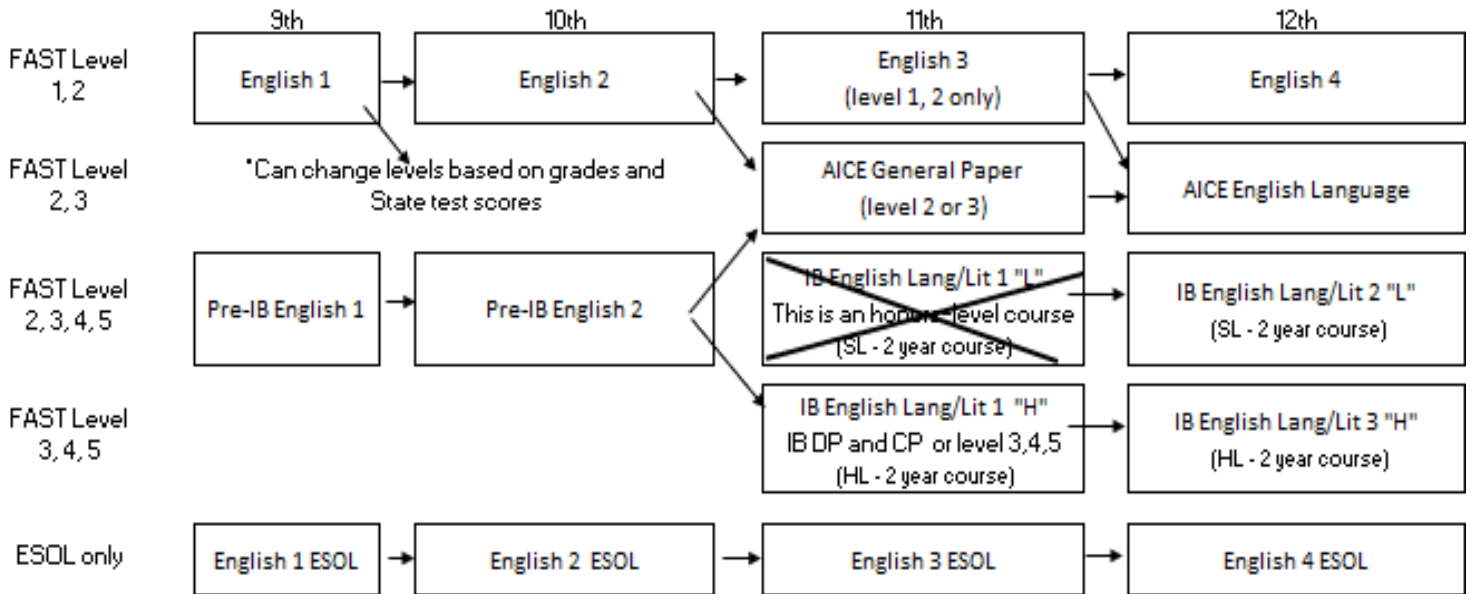 9th 10th 11th 12th
FAST Level
1, 2
English 1
English 2
English 3
(level 1, 2 only)
English 4
FAST Level
2, 3
*Can change levels based on grades and
State test scores
AICE General Paper
(level 2 or 3)
AICE English Language
FAST Level
2, 3, 4, 5
Pre-IB English 1
Pre-IB English 2
IB English Lang/Lit 1 "L"
This is an honors-level course
(SL - 2 year course)
IB English Lang/Lit 2 "L"
(SL - 2 year course)
FAST Level
3, 4, 5
IB English Lang/Lit 1 "H"
IB DP and CP or level 3,4,5
(HL - 2 year course)
IB English Lang/Lit 3 "H"
(HL - 2 year course)
ESOL only
English 1 ESOL
English 2 ESOL
English 3 ESOL
English 4 ESOL